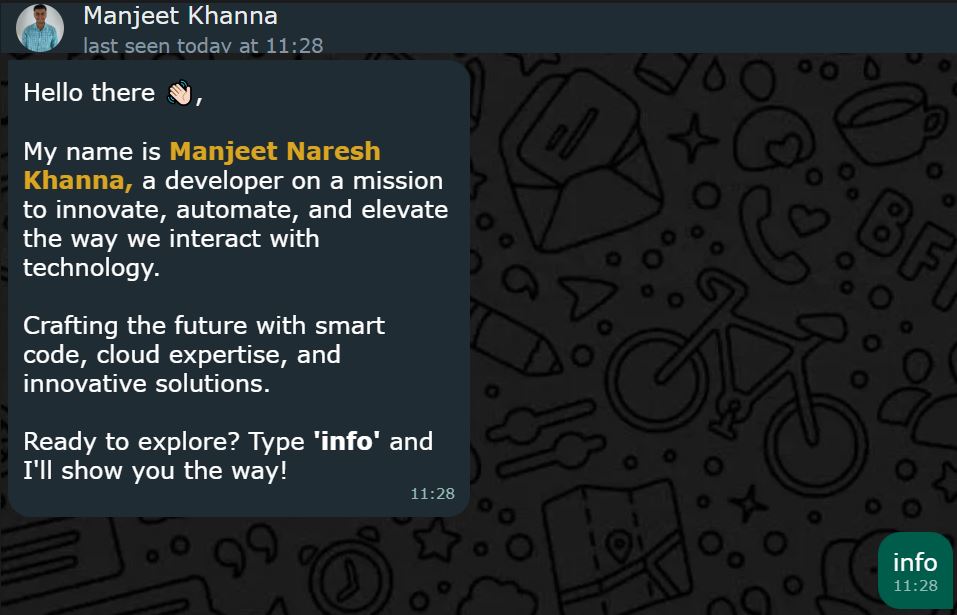 Manjeet Khanna
last seen today at 11:28
Hello there 👋🏻,
My name is Manjeet Naresh
Khanna, a developer on a mission
to innovate, automate, and elevate
the way we interact with
technology.
Crafting the future with smart
code, cloud expertise, and
innovative solutions.
Ready to explore? Type 'info' and
I'll show you the way!
11:28
BF
info
11:28